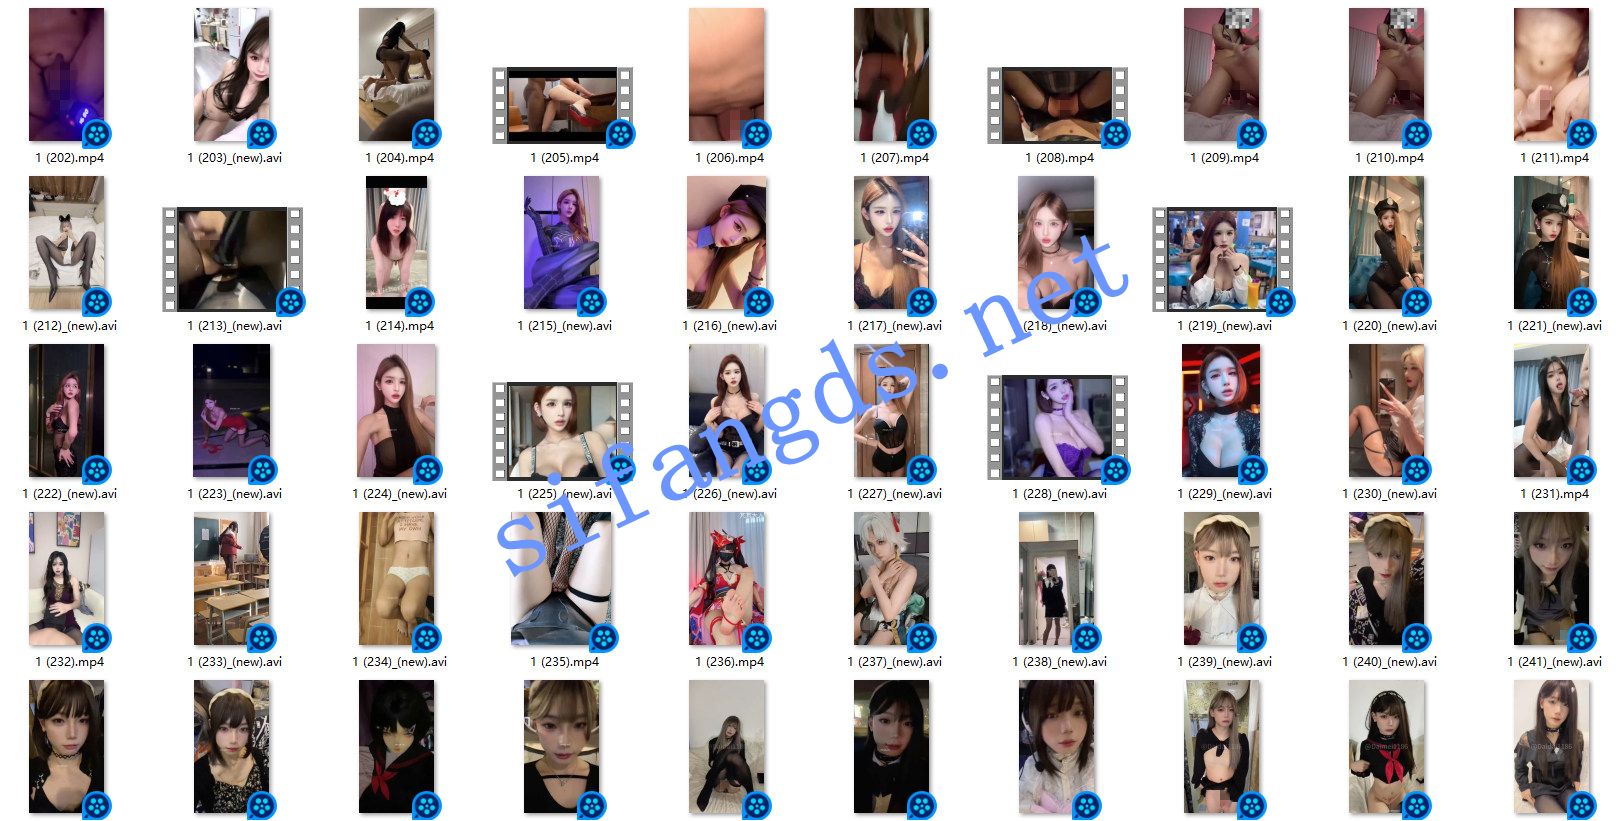 1 (202).mp4
1 (203)_(new).avi
1 (204).mp4
1 (205).mp4
1 (206).mp4
1 (207).mp4
1 (208).mp4
1 (209).mp4
1 (210).mp4
1 (211).mp4
1 (212)_(new).avi
1 (213)_(new).avi
1 (214).mp4
1 (215)_(new).avi
1 (216)_(new).avi
1 (217)_(new).avi
(218)_(new).avi
1 (219)_(new).avi
1 (220)_(new).avi
1 (221)_(new).avi
1 (222)_(new).avi
1 (223)_(new).avi
1 (224)_(new).avi
1 (225)_(new).avi
1 (226)_(new).avi
1 (227)_(new).avi
1 (228)_(new).avi
1 (229)_(new).avi
1 (230)_(new).avi
1 (231).mp4
sifangds.net
1 (232).mp4
1 (233)_(new).avi
1 (234)_(new).avi
1 (235).mp4
1 (236).mp4
1 (237)_(new).avi
1 (238)_(new).avi
1 (239)_(new).avi
1 (240)_(new).avi
1 (241)_(new).avi